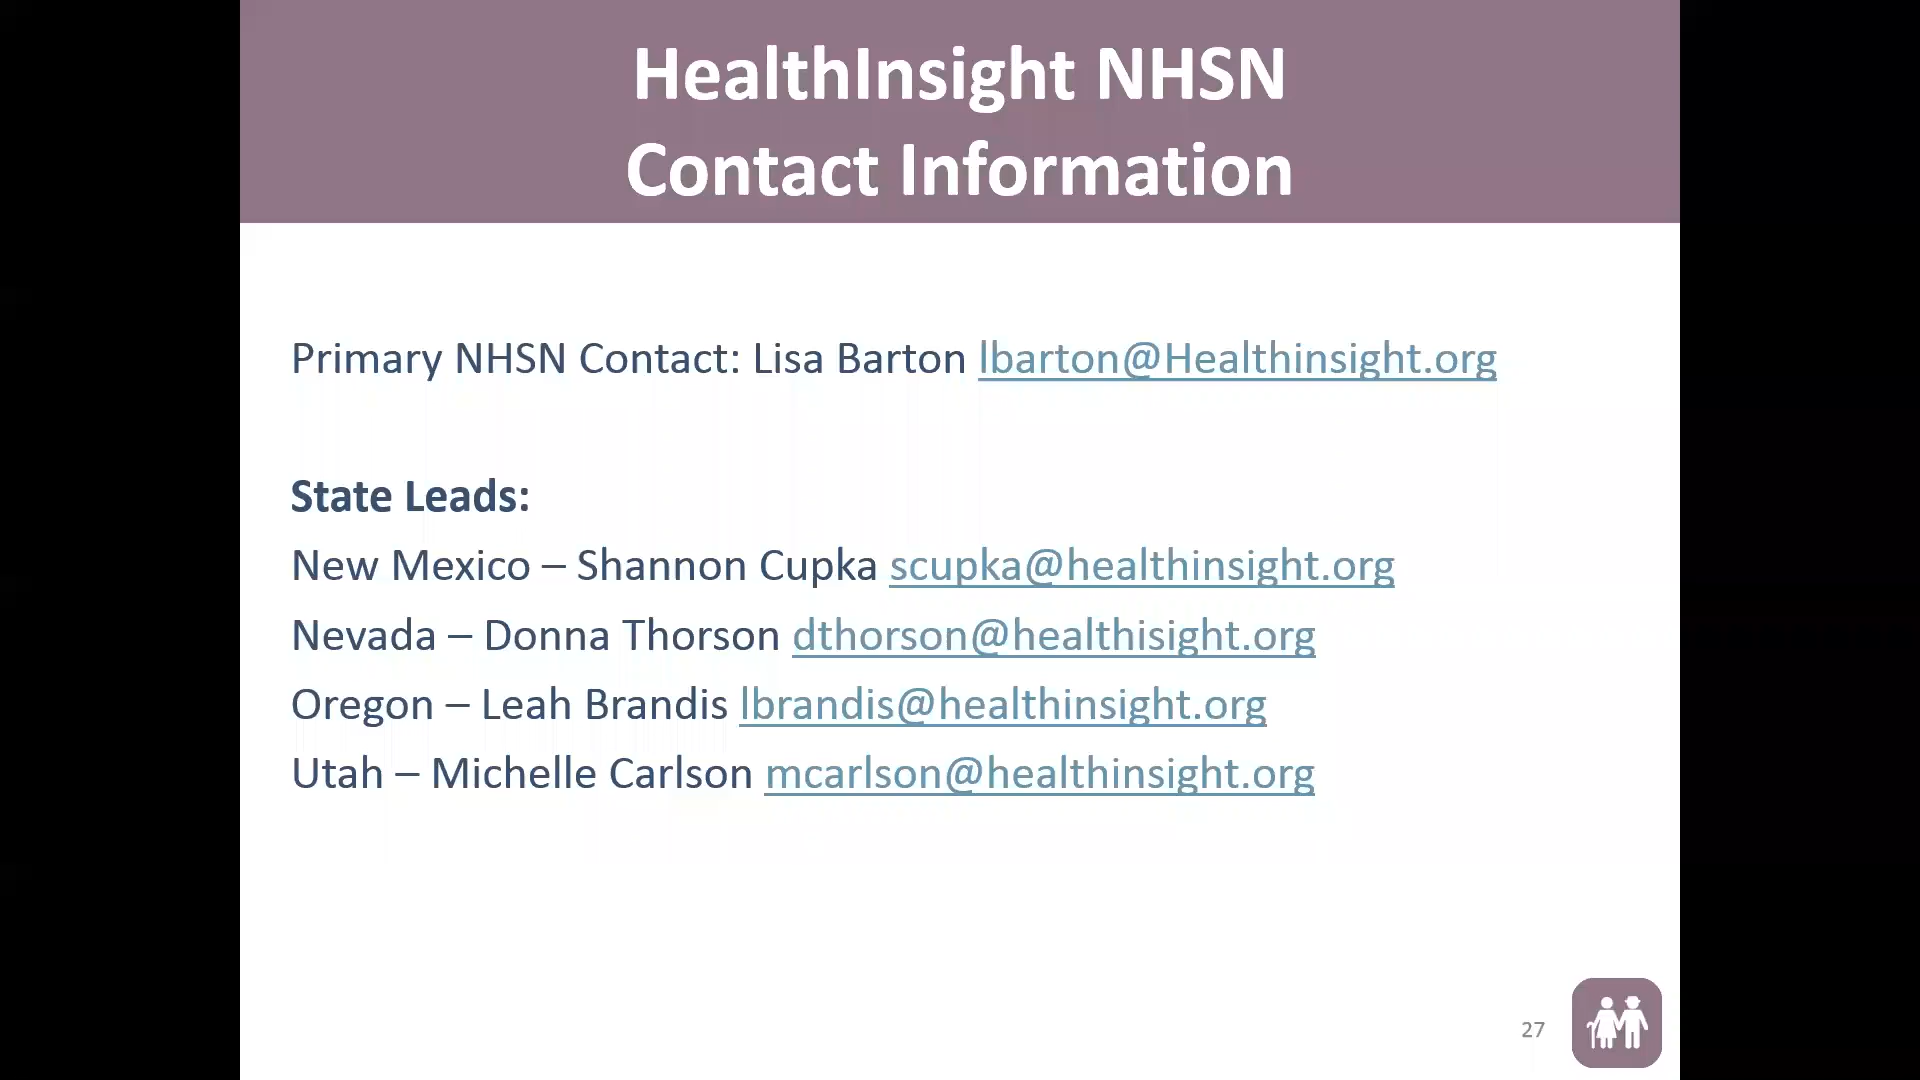 HealthInsight NHSN
Contact Information
Primary NHSN Contact: Lisa Barton lbarton@Healthinsight.org
State Leads:
New Mexico – Shannon Cupka scupka@healthinsight.org
Nevada – Donna Thorson dthorson@healthisight.org
Oregon – Leah Brandis lbrandis@healthinsight.org
Utah – Michelle Carlson mcarlson@healthinsight.org
27